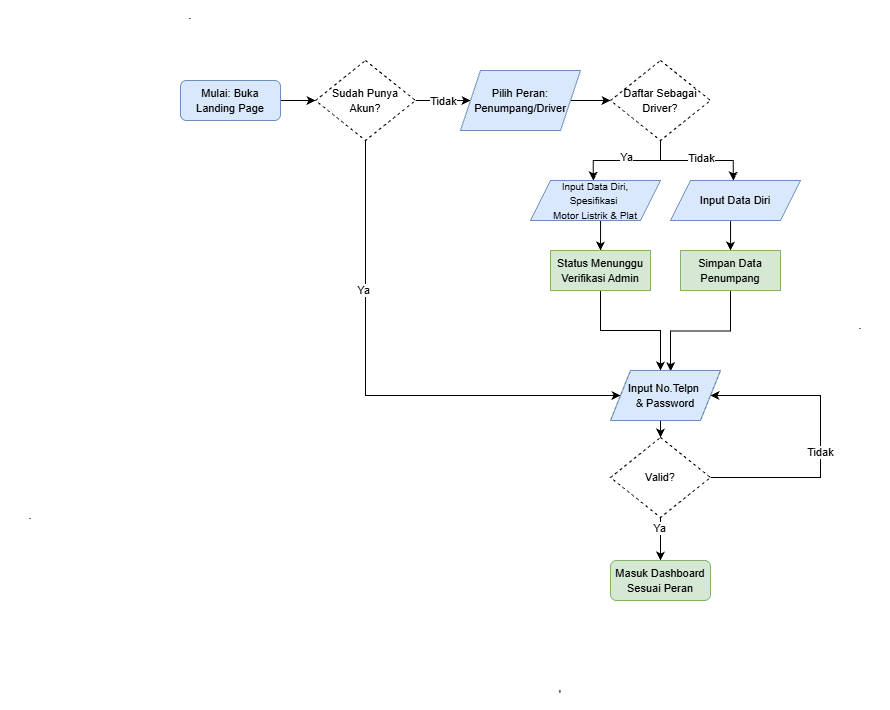 Mulai: Buka
Landing Page
Sudah Punya
Akun?
Tidak
Pilih Peran:
Penumpang/Driver
Daftar Sebagai
Driver?
Ya
Tidak
Input Data Diri,
Spesifikasi
Motor Listrik & Plat
Input Data Diri
Status Menunggu
Verifikasi Admin
Simpan Data
Penumpang
Ya
Input No.Telpn
& Password
Tidak
Valid?
Ya
Masuk Dashboard
Sesuai Peran